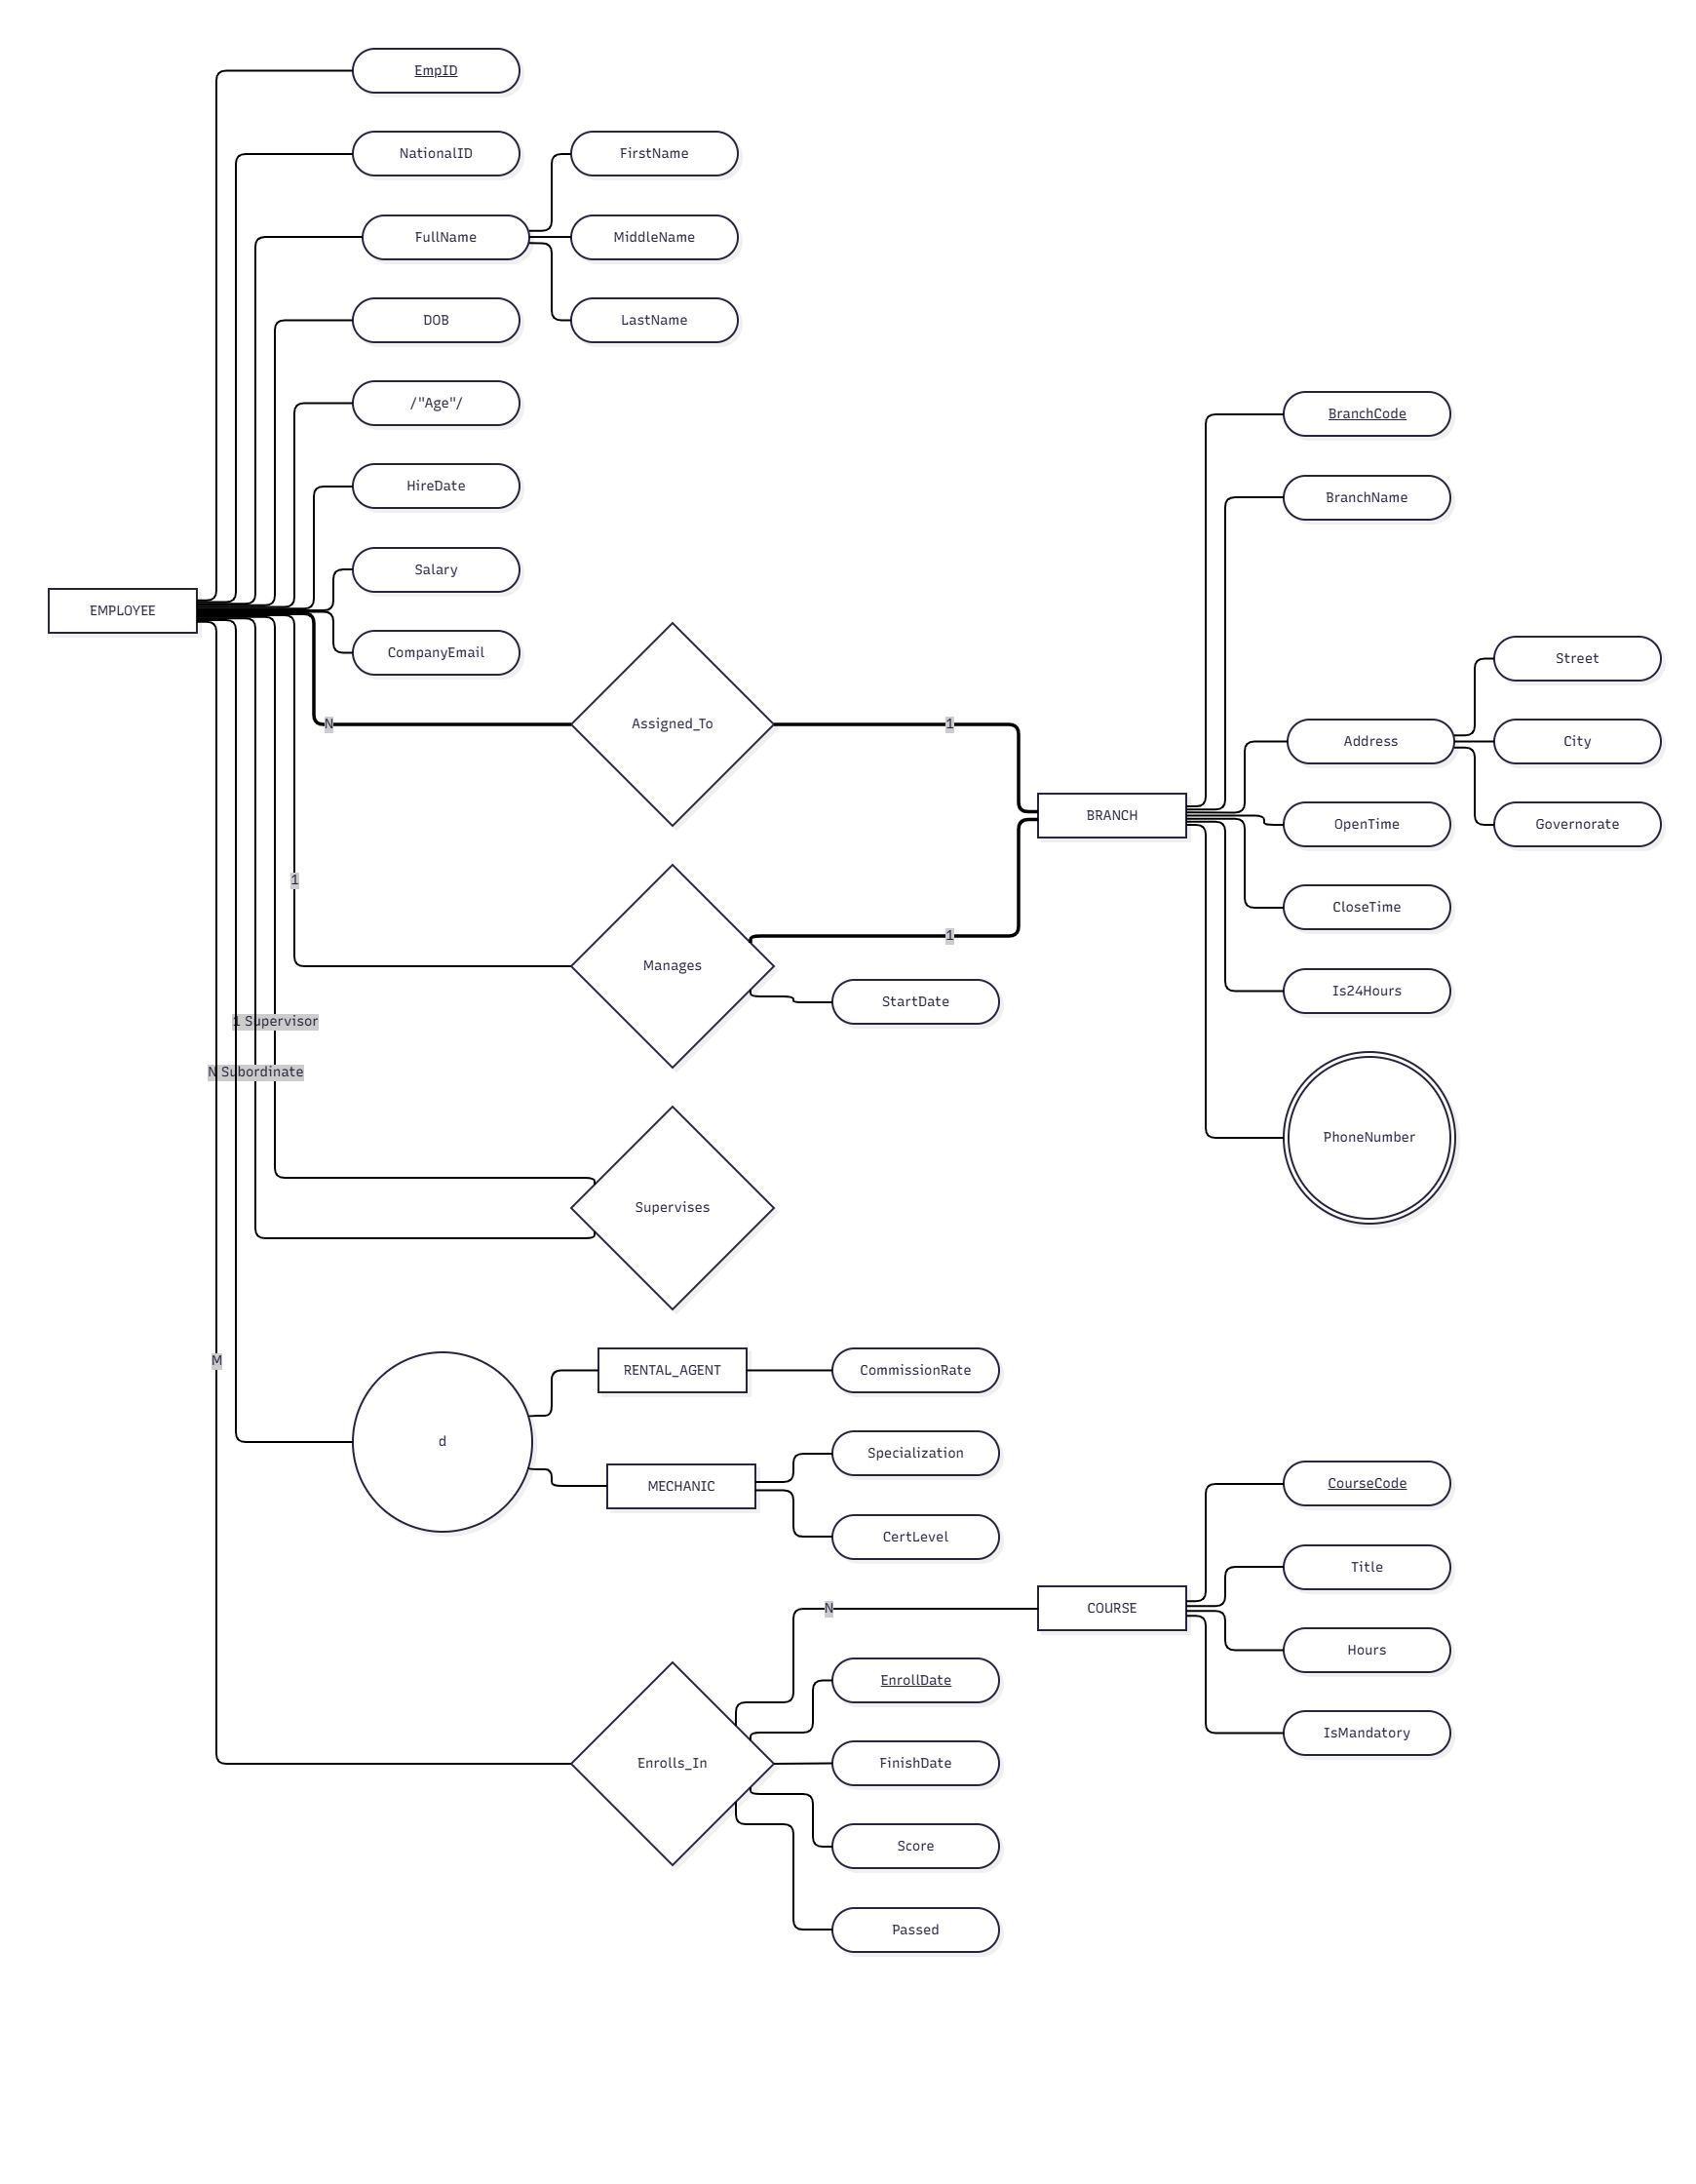 EmpID
NationalID
FirstName
FullName
MiddleName
DOB
LastName
/"Age"/
BranchCode
HireDate
BranchName
Salary
EMPLOYEE
CompanyEmail
Street
N
Assigned_To
1
Address
City
BRANCH
OpenTime
Governorate
1
CloseTime
1
Manages
StartDate
Is24Hours
1 Supervisor
N Subordinate
PhoneNumber
Supervises
M
RENTAL_AGENT
CommissionRate
d
Specialization
MECHANIC
CourseCode
CertLevel
Title
N
COURSE
Hours
EnrollDate
IsMandatory
Enrolls_In
FinishDate
Score
Passed